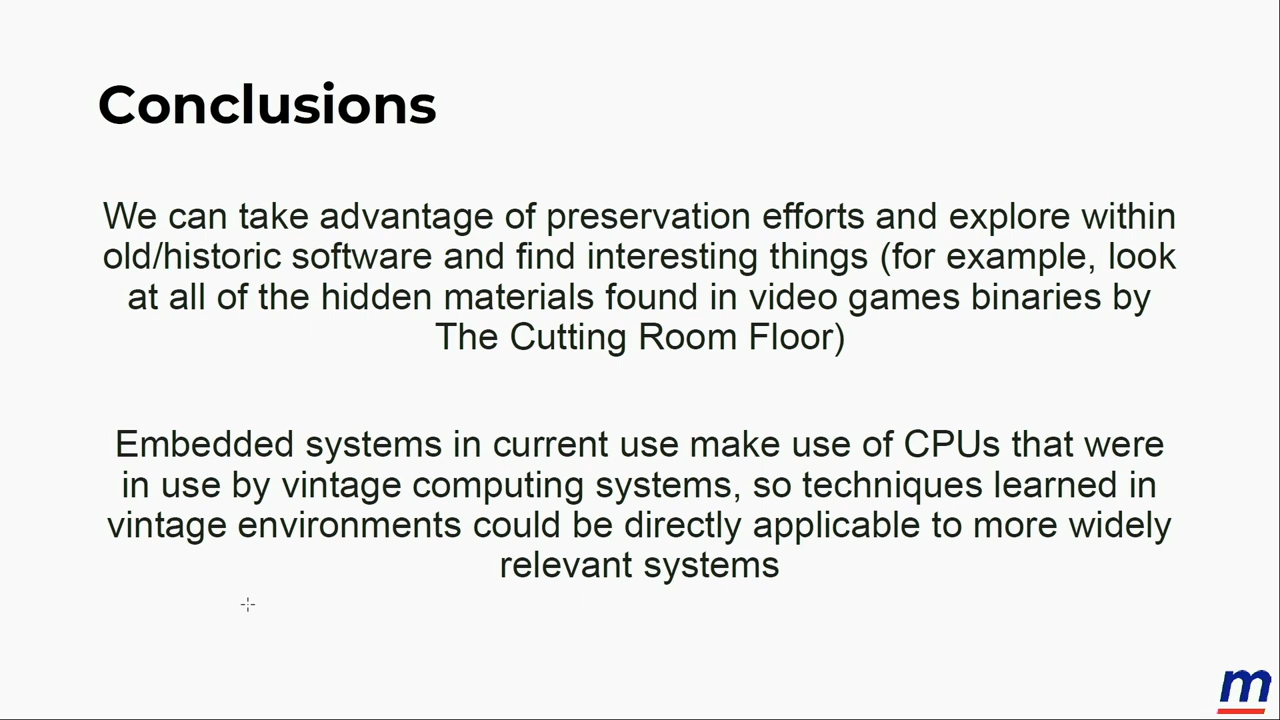 Conclusions
We can take advantage of preservation efforts and explore within
old/historic software and find interesting things (for example, look
at all of the hidden materials found in video games binaries by
The Cutting Room Floor)
Embedded systems in current use make use of CPUs that were
in use by vintage computing systems, so techniques learned in
vintage environments could be directly applicable to more widely
relevant systems
m